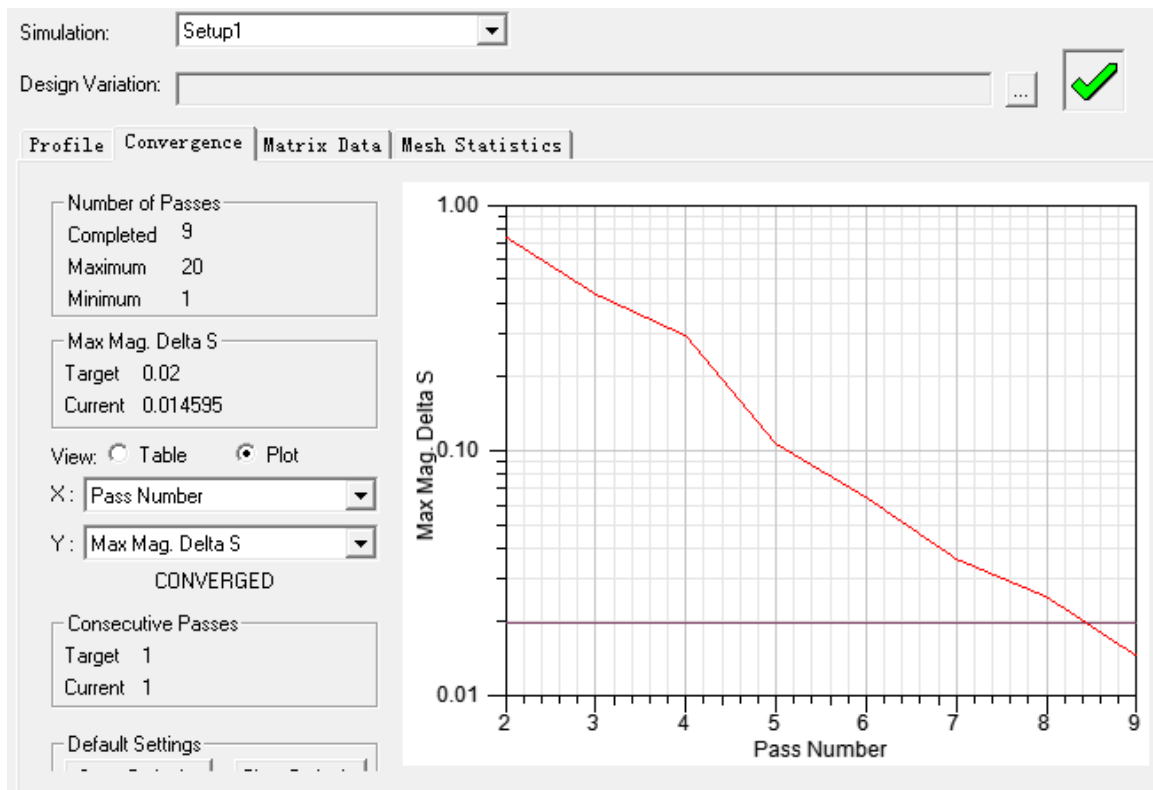 Simulation: Setup1
Design Variation: ...
Profile Convergence Matrix Data Mesh Statistics
Number of Passes
Completed 9
Maximum 20
Minimum 1
Max Mag. Delta S
Target 0.02
Current 0.014595
View: Table Plot
X: Pass Number
Y: Max Mag. Delta S
CONVERGED
Consecutive Passes
Target 1
Current 1
Default Settings
1.00
0.10
0.01
Max Mag. Delta S
2 3 4 5 6 7 8 9
Pass Number